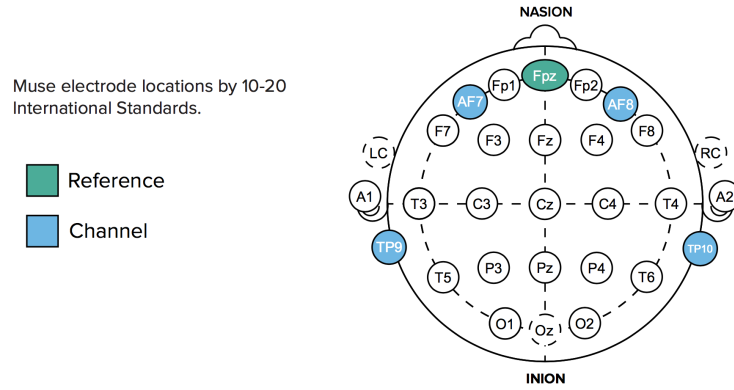 NASION
Muse electrode locations by 10-20
International Standards.
Reference
Channel
Fp1 Fpz Fp2
AF7 AF8
F7 F3 Fz F4 F8
LC RC
A1 T3 C3 Cz C4 T4 A2
TP9 TP10
T5 P3 Pz P4 T6
O1 Oz O2
INION